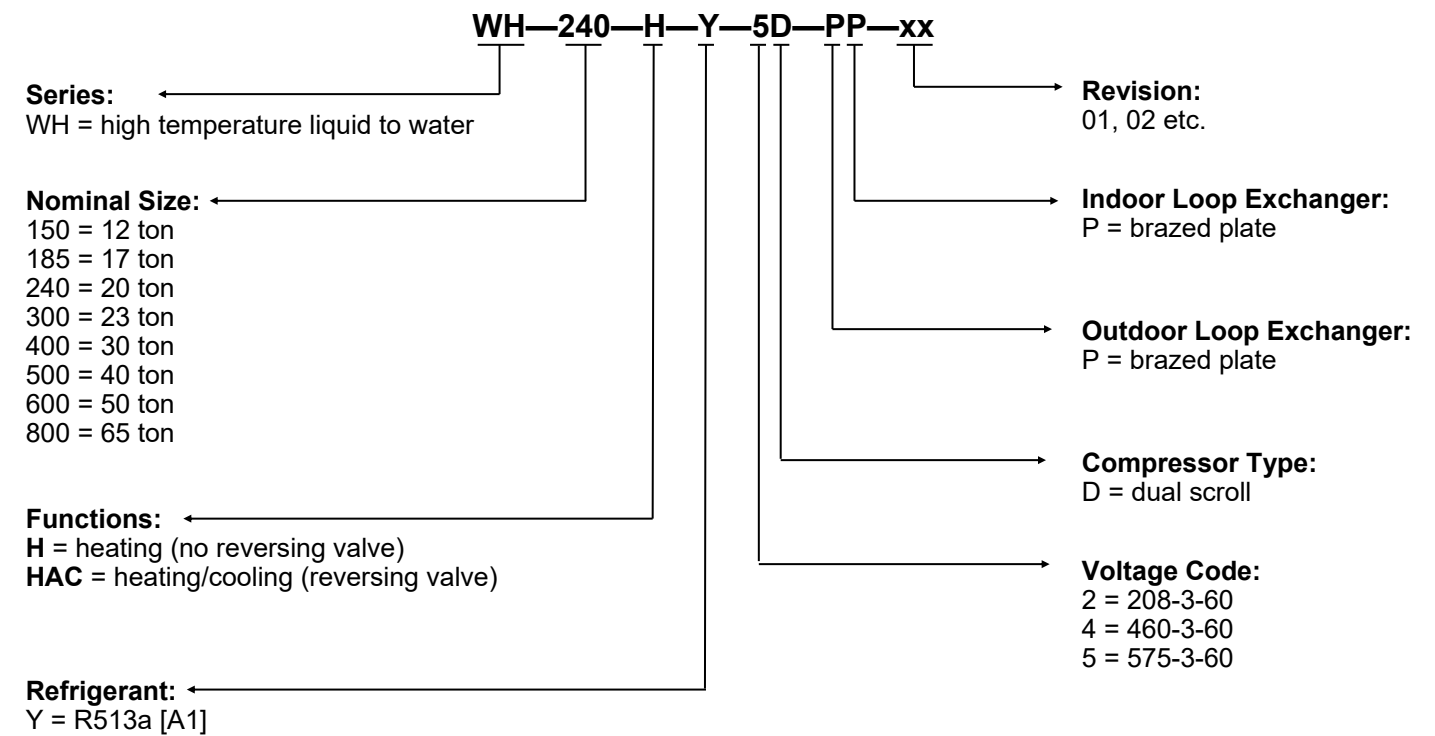 WH—240—H—Y—5D—PP—xx
Series:
WH = high temperature liquid to water
Nominal Size:
150 = 12 ton
185 = 17 ton
240 = 20 ton
300 = 23 ton
400 = 30 ton
500 = 40 ton
600 = 50 ton
800 = 65 ton
Functions:
H = heating (no reversing valve)
HAC = heating/cooling (reversing valve)
Refrigerant:
Y = R513a [A1]
Revision:
01, 02 etc.
Indoor Loop Exchanger:
P = brazed plate
Outdoor Loop Exchanger:
P = brazed plate
Compressor Type:
D = dual scroll
Voltage Code:
2 = 208-3-60
4 = 460-3-60
5 = 575-3-60